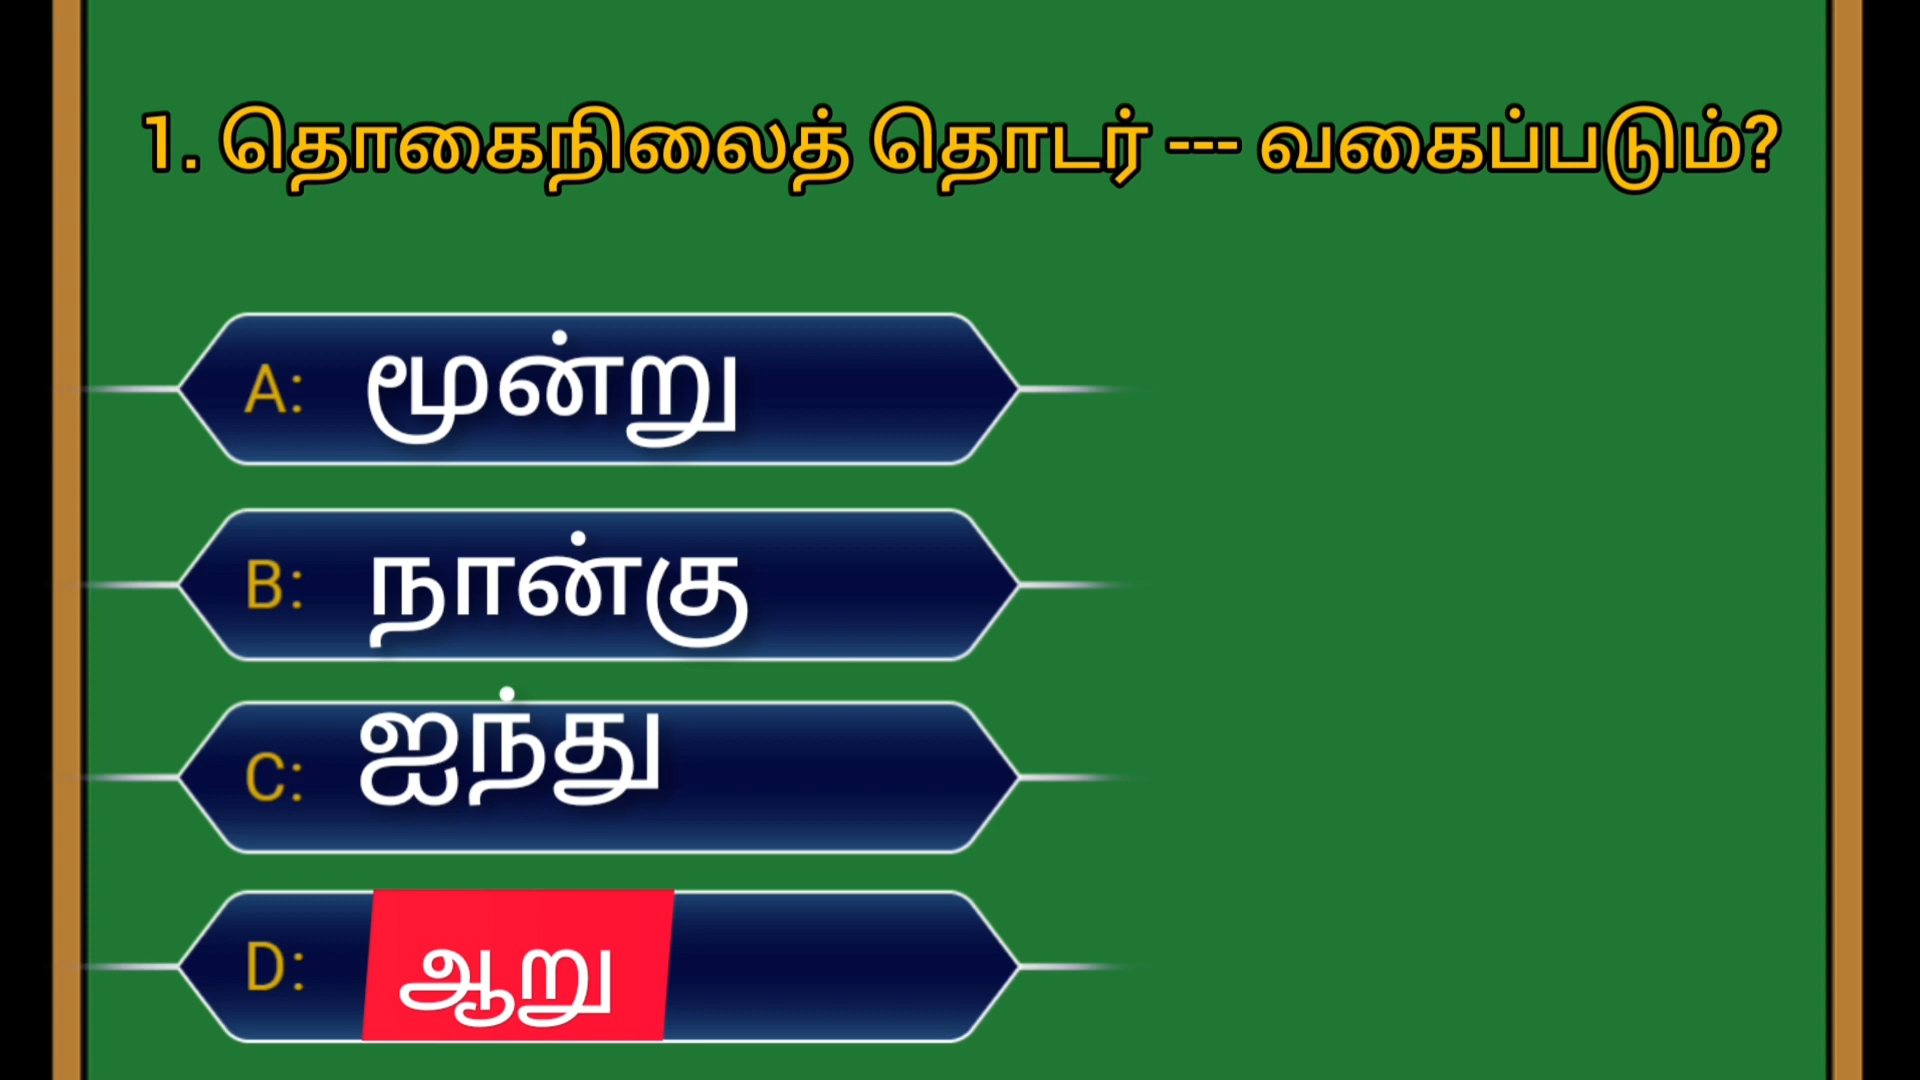 1. தொகைநிலைத் தொடர் --- வகைப்படும்?
A: மூன்று
B: நான்கு
C: ஐந்து
D: ஆறு